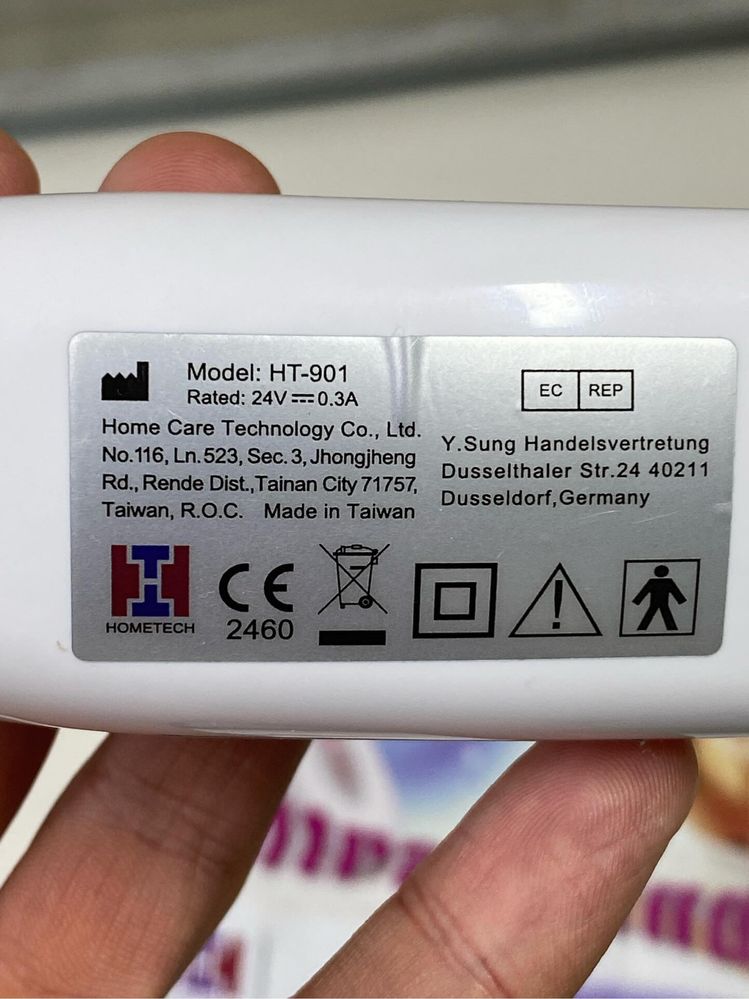 Model: HT-901
Rated: 24V⎓0.3A
Home Care Technology Co., Ltd.
No.116, Ln.523, Sec.3, Jhongjheng
Rd., Rende Dist.,Tainan City 71757,
Taiwan, R.O.C. Made in Taiwan
EC REP
Y.Sung Handelsvertretung
Dusselthaler Str.24 40211
Dusseldorf,Germany
HOMETECH
CE
2460